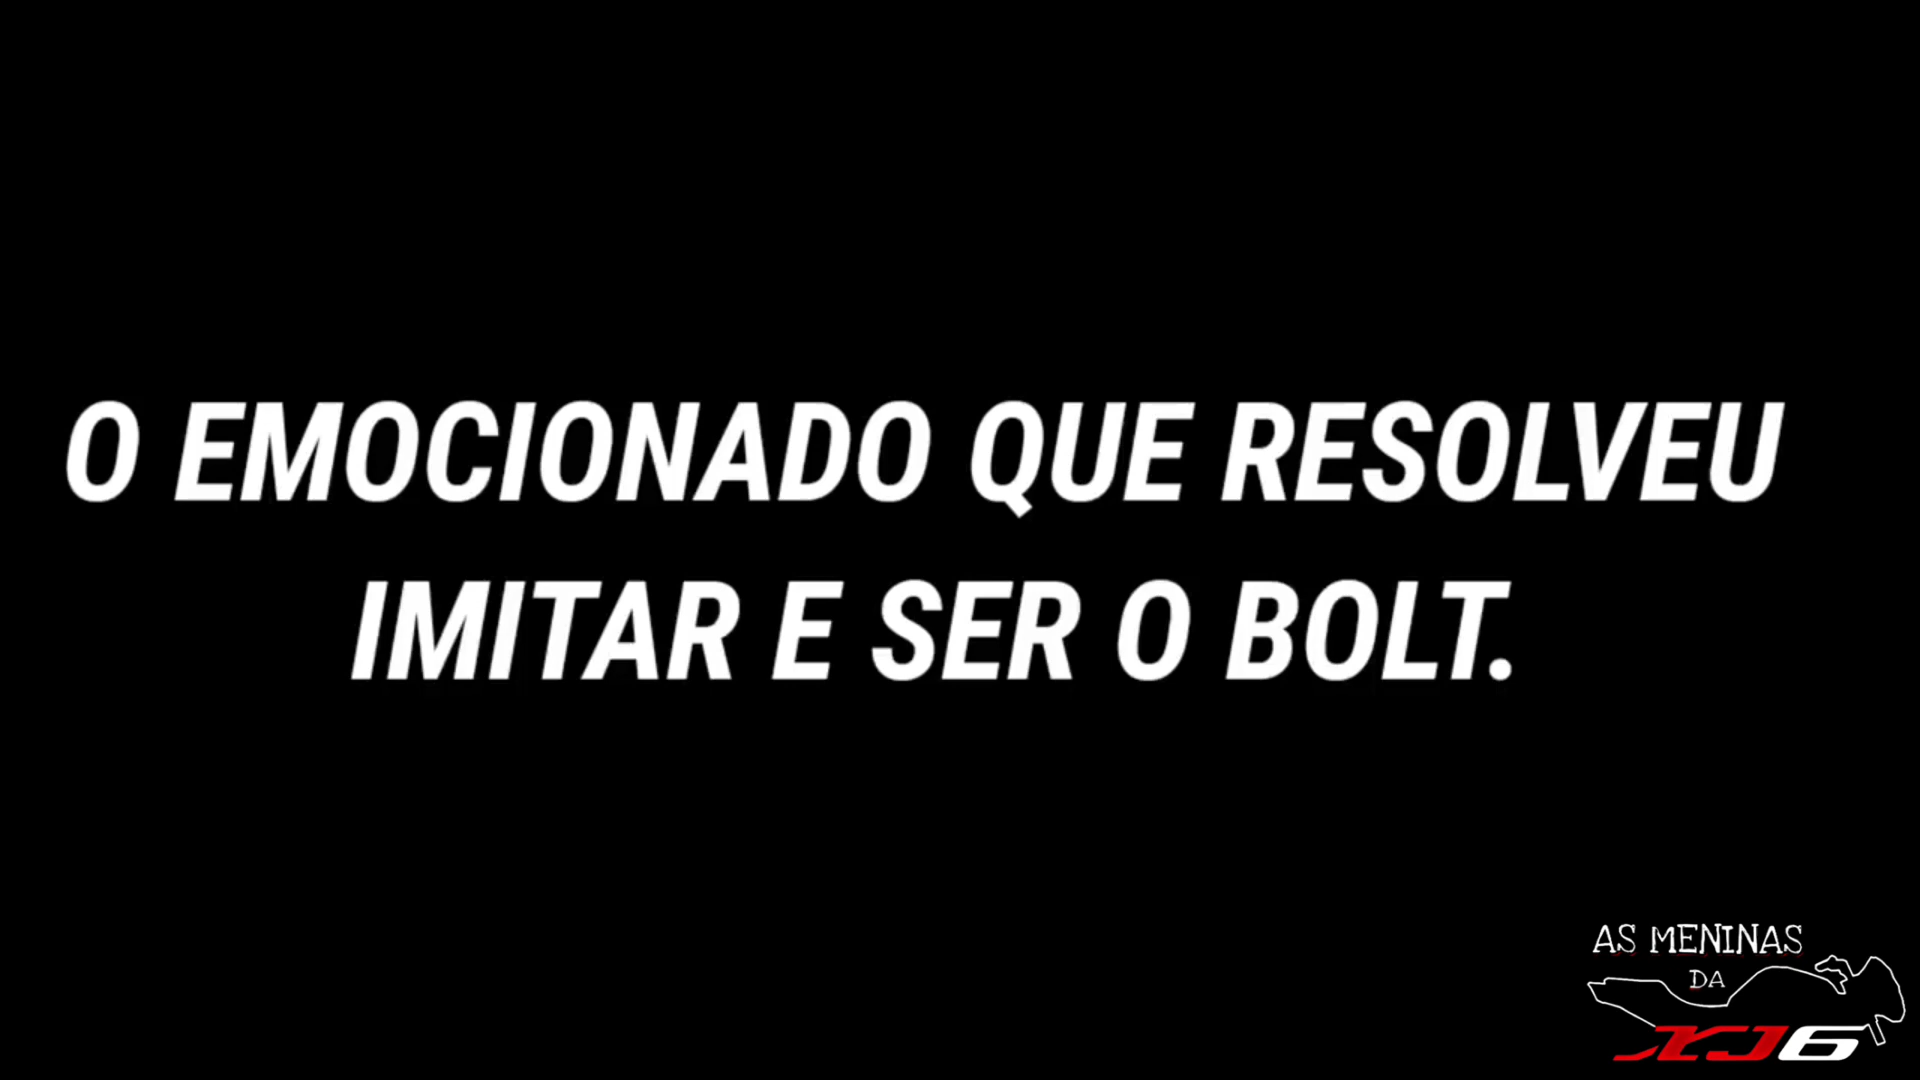 O EMOCIONADO QUE RESOLVEU
IMITAR E SER O BOLT.
AS MENINAS
DA
XJ6